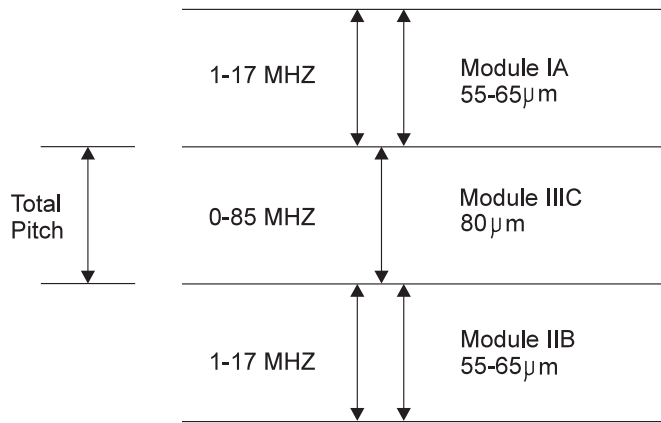 1-17 MHZ
Module IA
55-65μm
Total
Pitch
0-85 MHZ
Module IIIC
80μm
1-17 MHZ
Module IIB
55-65μm